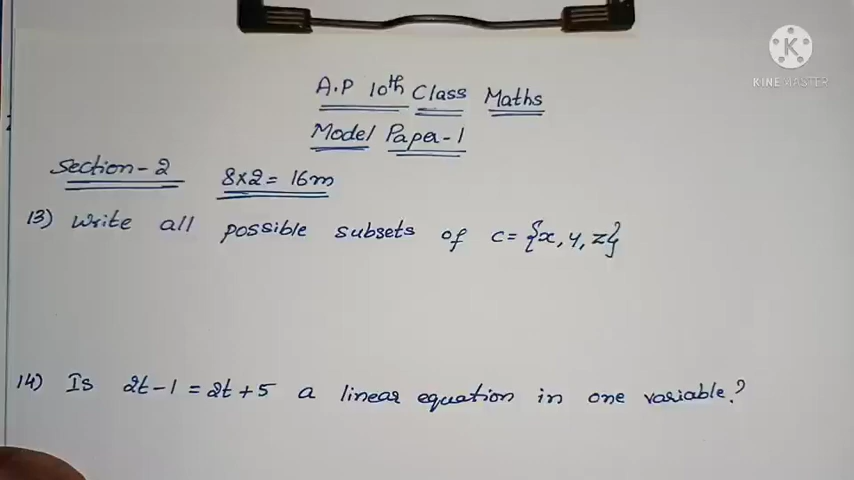 KINEMASTER
A.P 10th Class Maths
Model Paper-1
Section-2 8x2= 16m
13) Write all possible subsets of c= {x, y, z}
14) Is 2t-1 = 2t+5 a linear equation in one variable?